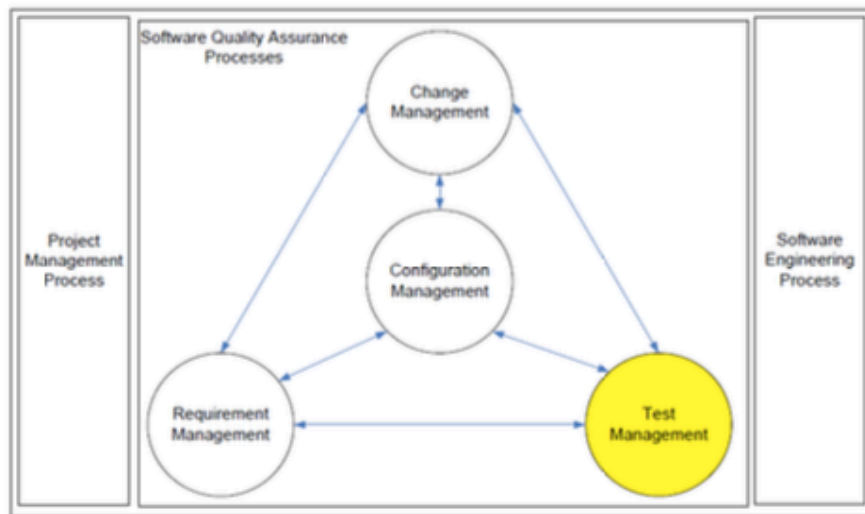 Software Quality Assurance
Processes
Change
Management
Project
Management
Process
Configuration
Management
Software
Engineering
Process
Requirement
Management
Test
Management